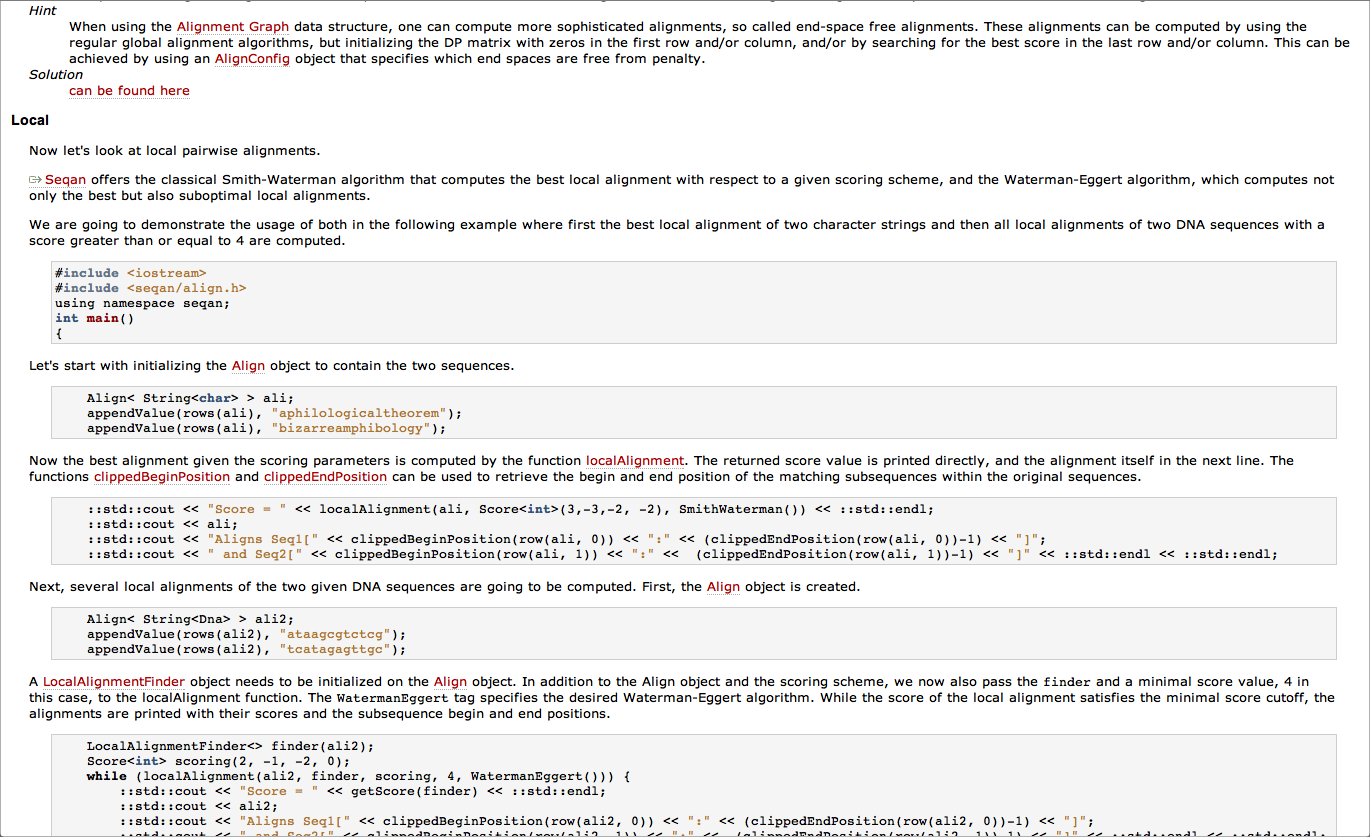 Hint
When using the Alignment Graph data structure, one can compute more sophisticated alignments, so called end-space free alignments. These alignments can be computed by using the
regular global alignment algorithms, but initializing the DP matrix with zeros in the first row and/or column, and/or by searching for the best score in the last row and/or column. This can be
achieved by using an AlignConfig object that specifies which end spaces are free from penalty.
Solution
can be found here
Local
Now let's look at local pairwise alignments.
Seqan offers the classical Smith-Waterman algorithm that computes the best local alignment with respect to a given scoring scheme, and the Waterman-Eggert algorithm, which computes not
only the best but also suboptimal local alignments.
We are going to demonstrate the usage of both in the following example where first the best local alignment of two character strings and then all local alignments of two DNA sequences with a
score greater than or equal to 4 are computed.
#include <iostream>
#include <seqan/align.h>
using namespace seqan;
int main()
{
Let's start with initializing the Align object to contain the two sequences.
Align< String<char> > ali;
appendValue(rows(ali), "aphilologicaltheorem");
appendValue(rows(ali), "bizarreamphibology");
Now the best alignment given the scoring parameters is computed by the function localAlignment. The returned score value is printed directly, and the alignment itself in the next line. The
functions clippedBeginPosition and clippedEndPosition can be used to retrieve the begin and end position of the matching subsequences within the original sequences.
::std::cout << "Score = " << localAlignment(ali, Score<int>(3,-3,-2, -2), SmithWaterman()) << ::std::endl;
::std::cout << ali;
::std::cout << "Aligns Seq1[" << clippedBeginPosition(row(ali, 0)) << ":" << (clippedEndPosition(row(ali, 0))-1) << "]";
::std::cout << " and Seq2[" << clippedBeginPosition(row(ali, 1)) << ":" <<  (clippedEndPosition(row(ali, 1))-1) << "]" << ::std::endl << ::std::endl;
Next, several local alignments of the two given DNA sequences are going to be computed. First, the Align object is created.
Align< String<Dna> > ali2;
appendValue(rows(ali2), "ataagcgtctcg");
appendValue(rows(ali2), "tcatagagttgc");
A LocalAlignmentFinder object needs to be initialized on the Align object. In addition to the Align object and the scoring scheme, we now also pass the finder and a minimal score value, 4 in
this case, to the localAlignment function. The WatermanEggert tag specifies the desired Waterman-Eggert algorithm. While the score of the local alignment satisfies the minimal score cutoff, the
alignments are printed with their scores and the subsequence begin and end positions.
LocalAlignmentFinder<> finder(ali2);
Score<int> scoring(2, -1, -2, 0);
while (localAlignment(ali2, finder, scoring, 4, WatermanEggert())) {
::std::cout << "Score = " << getScore(finder) << ::std::endl;
::std::cout << ali2;
::std::cout << "Aligns Seq1[" << clippedBeginPosition(row(ali2, 0)) << ":" << (clippedEndPosition(row(ali2, 0))-1) << "]";
::std::cout << " and Seq2[" << clippedBeginPosition(row(ali2, 1)) << ":" <<  (clippedEndPosition(row(ali2, 1))-1) << "]" << ::std::endl << ::std::endl;